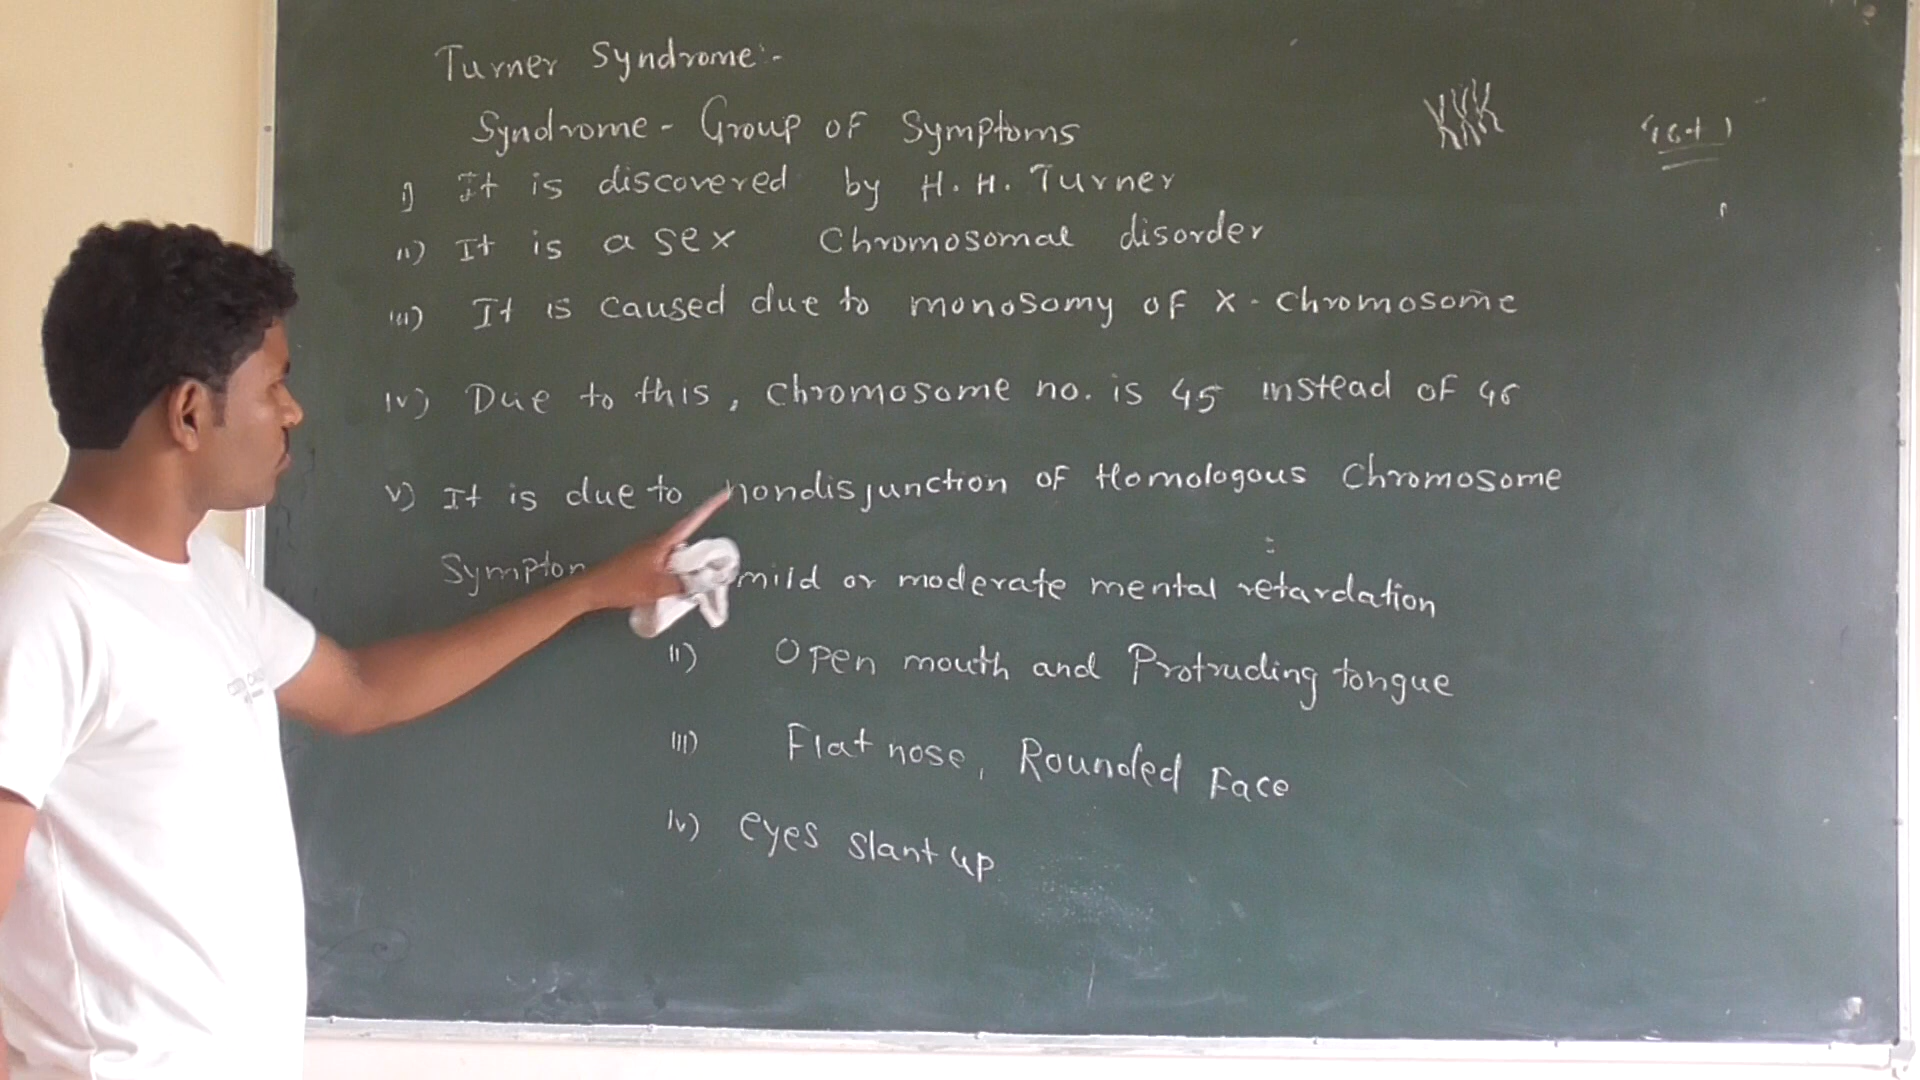 Turner Syndrome:-
Syndrome - Group of Symptoms
i) It is discovered by H. H. Turner
ii) It is a sex Chromosomal disorder
iii) It is caused due to monosomy of X - Chromosome
iv) Due to this, Chromosome no. is 45 instead of 46
v) It is due to nondisjunction of Homologous Chromosome
Sympton mild or moderate mental retardation
ii) Open mouth and Protruding tongue
iii) Flat nose, Rounded Face
iv) eyes slant up